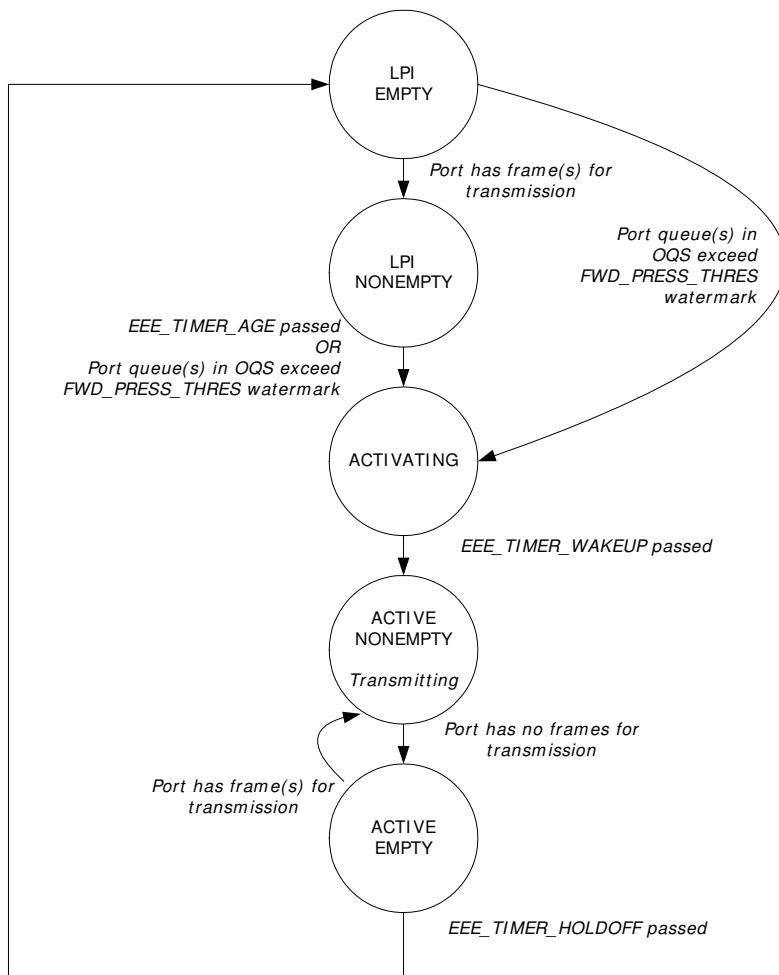 LPI
EMPTY
Port has frame(s) for
transmission
Port queue(s) in
OQS exceed
FWD_PRESS_THRES
watermark
LPI
NONEMPTY
EEE_TIMER_AGE passed
OR
Port queue(s) in OQS exceed
FWD_PRESS_THRES watermark
ACTIVATING
EEE_TIMER_WAKEUP passed
ACTIVE
NONEMPTY
Transmitting
Port has no frames for
transmission
Port has frame(s) for
transmission
ACTIVE
EMPTY
EEE_TIMER_HOLDOFF passed